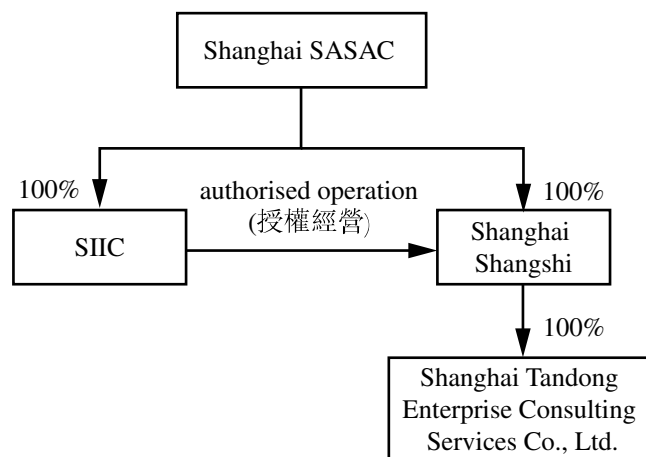 Shanghai SASAC
100%
authorised operation
(授權經營)
100%
SIIC
Shanghai
Shangshi
100%
Shanghai Tandong
Enterprise Consulting
Services Co., Ltd.